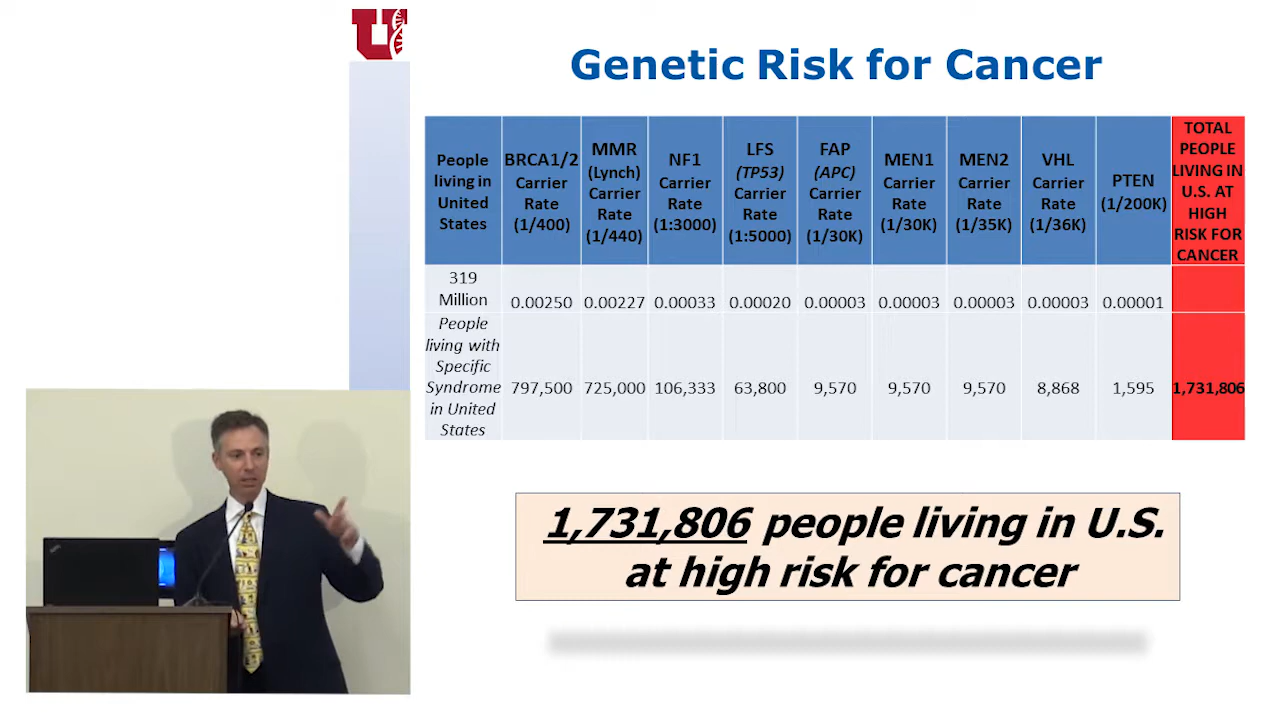 Genetic Risk for Cancer
People
living in
United
States
BRCA1/2
Carrier
Rate
(1/400)
MMR
(Lynch)
Carrier
Rate
(1/440)
NF1
Carrier
Rate
(1:3000)
LFS
(TP53)
Carrier
Rate
(1:5000)
FAP
(APC)
Carrier
Rate
(1/30K)
MEN1
Carrier
Rate
(1/30K)
MEN2
Carrier
Rate
(1/35K)
VHL
Carrier
Rate
(1/36K)
PTEN
(1/200K)
TOTAL
PEOPLE
LIVING IN
U.S. AT
HIGH
RISK FOR
CANCER
319
Million
0.00250
0.00227
0.00033
0.00020
0.00003
0.00003
0.00003
0.00003
0.00001
People
living with
Specific
Syndrome
in United
States
797,500
725,000
106,333
63,800
9,570
9,570
9,570
8,868
1,595
1,731,806
1,731,806 people living in U.S.
at high risk for cancer